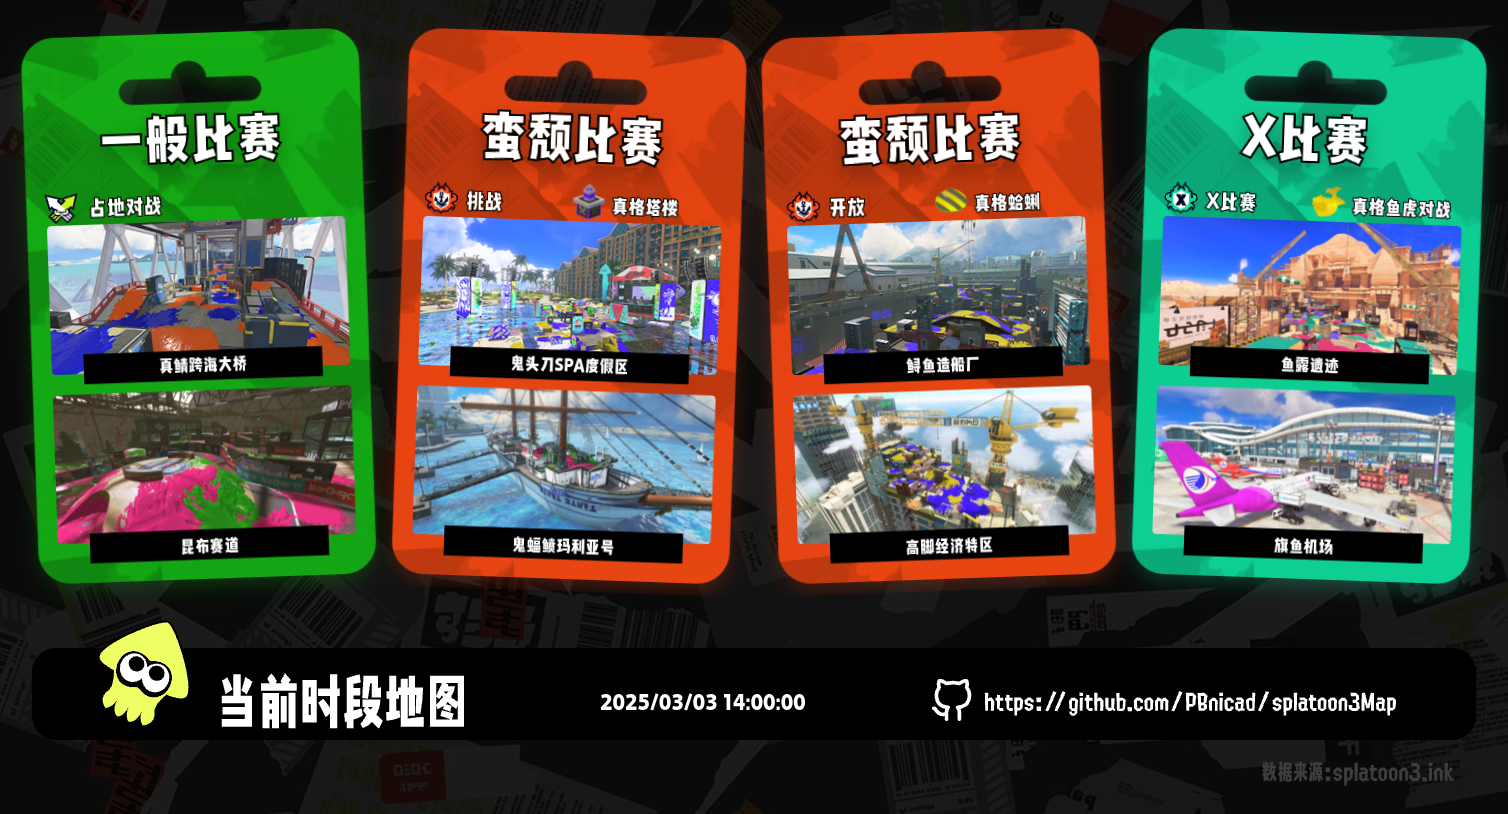 一般比赛
占地对战
真鲭跨海大桥
昆布赛道
蛮颓比赛
挑战
真格塔楼
鬼头刀SPA度假区
鬼蝠鲼玛利亚号
蛮颓比赛
开放
真格蛤蜊
鲟鱼造船厂
高脚经济特区
X比赛
X比赛
真格鱼虎对战
鱼露遗迹
旗鱼机场
当前时段地图
2025/03/03 14:00:00
https://github.com/PBnicad/splatoon3Map
数据来源:splatoon3.ink